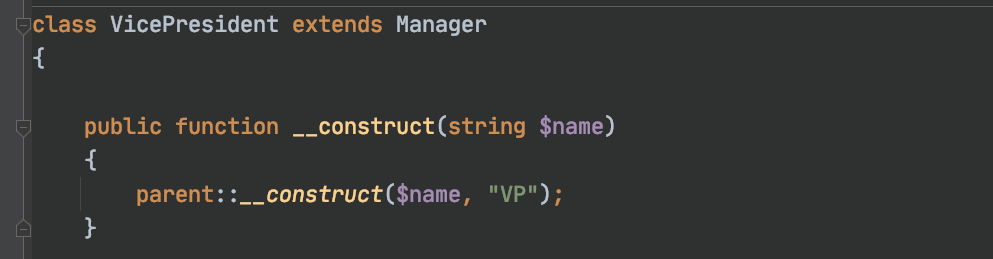 class VicePresident extends Manager
{
public function __construct(string $name)
{
parent::__construct($name, "VP");
}